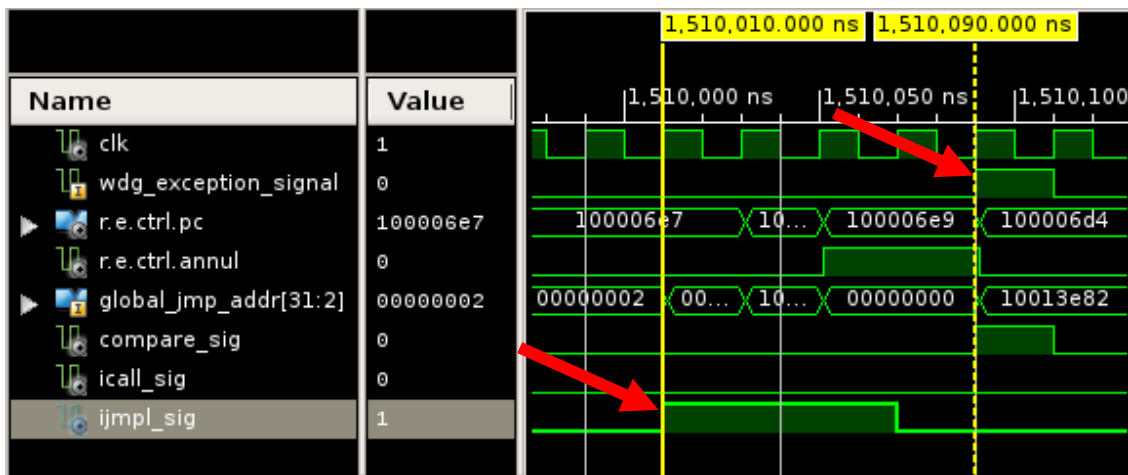 1,510,010.000 ns 1,510,090.000 ns
Name Value 1,510,000 ns 1,510,050 ns 1,510,100
clk 1
wdg_exception_signal 0
r.e.ctrl.pc 100006e7 100006e7 10... 100006e9 100006d4
r.e.ctrl.annul 0
global_jmp_addr[31:2] 00000002 00000002 00... 10... 00000000 10013e82
compare_sig 0
icall_sig 0
ijmpl_sig 1